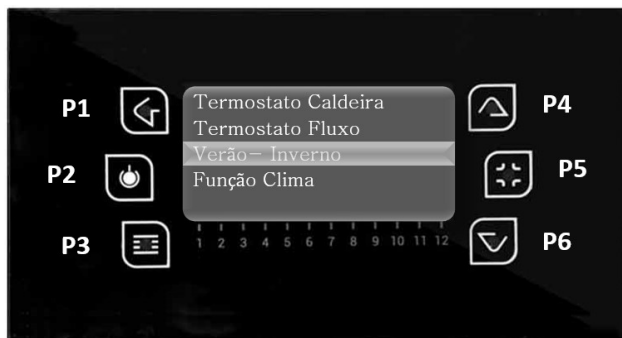 P1
P2
P3
Termostato Caldeira
Termostato Fluxo
Verão− Inverno
Função Clima
1 2 3 4 5 6 7 8 9 10 11 12
P4
P5
P6